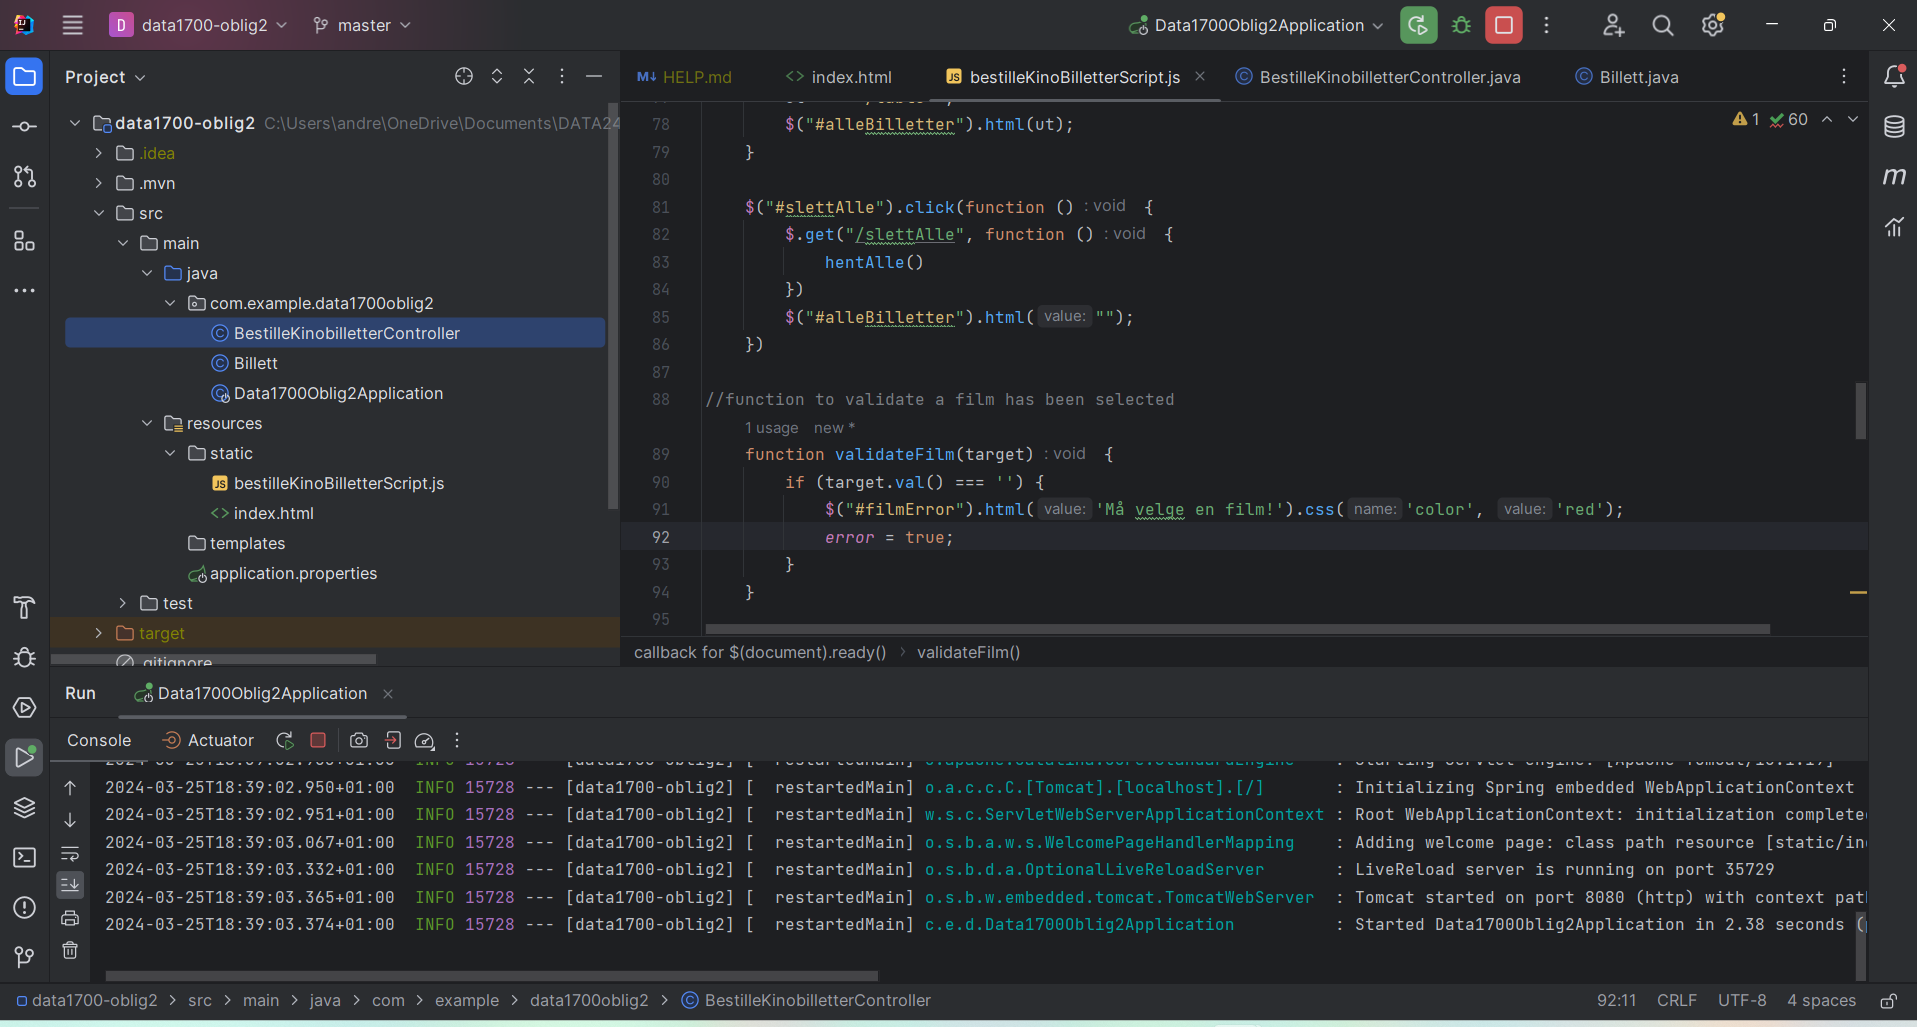 D data1700-oblig2 master Data1700Oblig2Application
Project
data1700-oblig2 C:\Users\andre\OneDrive\Documents\DATA24
.idea
.mvn
src
main
java
com.example.data1700oblig2
BestilleKinobilletterController
Billett
Data1700Oblig2Application
resources
static
bestilleKinoBilletterScript.js
index.html
templates
application.properties
test
target
.gitignore
HELP.md index.html bestilleKinoBilletterScript.js BestilleKinobilletterController.java Billett.java
1 60
78 $("#alleBilletter").html(ut);
79 }
80
81 $("#slettAlle").click(function () : void {
82 $.get("/slettAlle", function () : void {
83 hentAlle()
84 })
85 $("#alleBilletter").html( value: "");
86 })
87
88 //function to validate a film has been selected
1 usage new *
89 function validateFilm(target) : void {
90 if (target.val() === '') {
91 $("#filmError").html( value: 'Må velge en film!').css( name: 'color', value: 'red');
92 error = true;
93 }
94 }
95
callback for $(document).ready() › validateFilm()
Run Data1700Oblig2Application
Console Actuator
2024-03-25T18:39:02.950+01:00 INFO 15728 --- [data1700-oblig2] [ restartedMain] o.a.c.c.C.[Tomcat].[localhost].[/] : Initializing Spring embedded WebApplicationContext
2024-03-25T18:39:02.951+01:00 INFO 15728 --- [data1700-oblig2] [ restartedMain] w.s.c.ServletWebServerApplicationContext : Root WebApplicationContext: initialization complete
2024-03-25T18:39:03.067+01:00 INFO 15728 --- [data1700-oblig2] [ restartedMain] o.s.b.a.w.s.WelcomePageHandlerMapping : Adding welcome page: class path resource [static/in
2024-03-25T18:39:03.332+01:00 INFO 15728 --- [data1700-oblig2] [ restartedMain] o.s.b.d.a.OptionalLiveReloadServer : LiveReload server is running on port 35729
2024-03-25T18:39:03.365+01:00 INFO 15728 --- [data1700-oblig2] [ restartedMain] o.s.b.w.embedded.tomcat.TomcatWebServer : Tomcat started on port 8080 (http) with context pat
2024-03-25T18:39:03.374+01:00 INFO 15728 --- [data1700-oblig2] [ restartedMain] c.e.d.Data1700Oblig2Application : Started Data1700Oblig2Application in 2.38 seconds (
data1700-oblig2 › src › main › java › com › example › data1700oblig2 › BestilleKinobilletterController 92:11 CRLF UTF-8 4 spaces